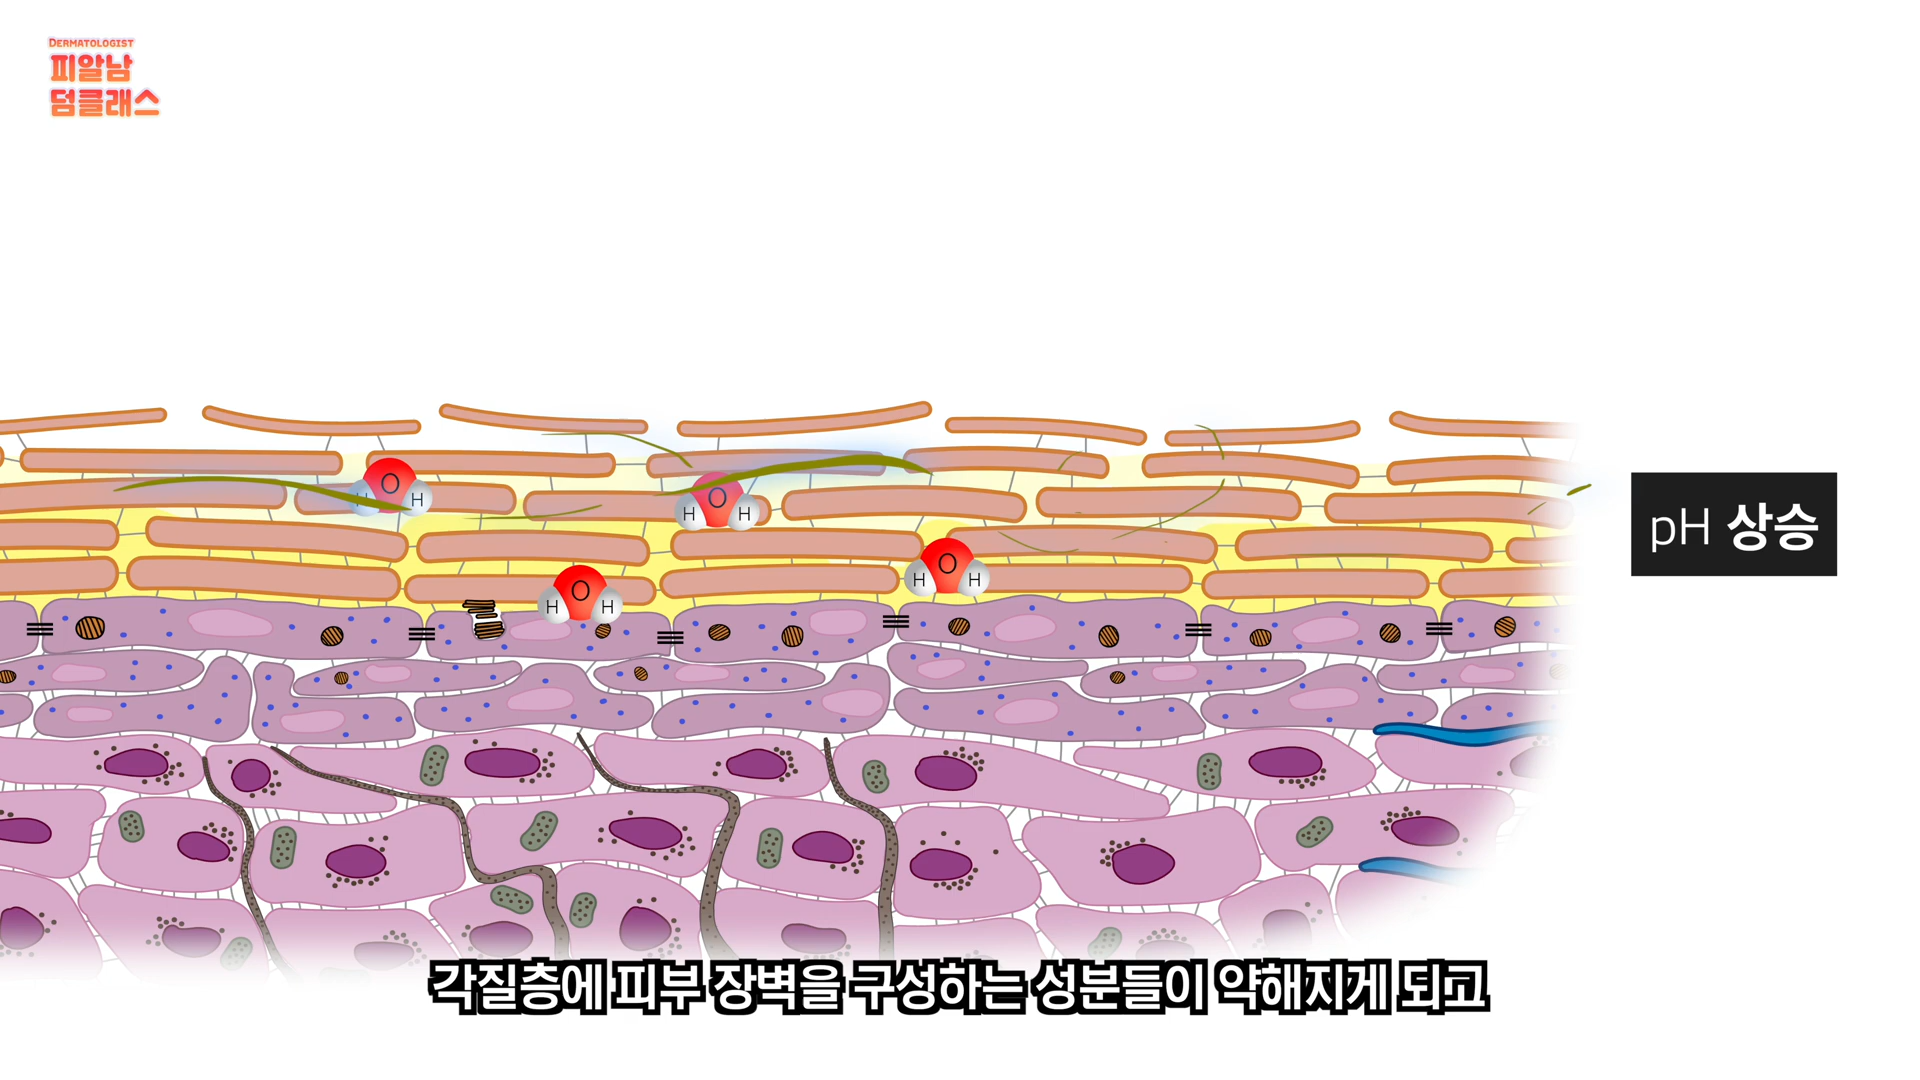 DERMATOLOGIST
피알남
덤클래스
O
H H
O
H H
O
H H
O
H H
pH 상승
각질층에 피부 장벽을 구성하는 성분들이 약해지게 되고